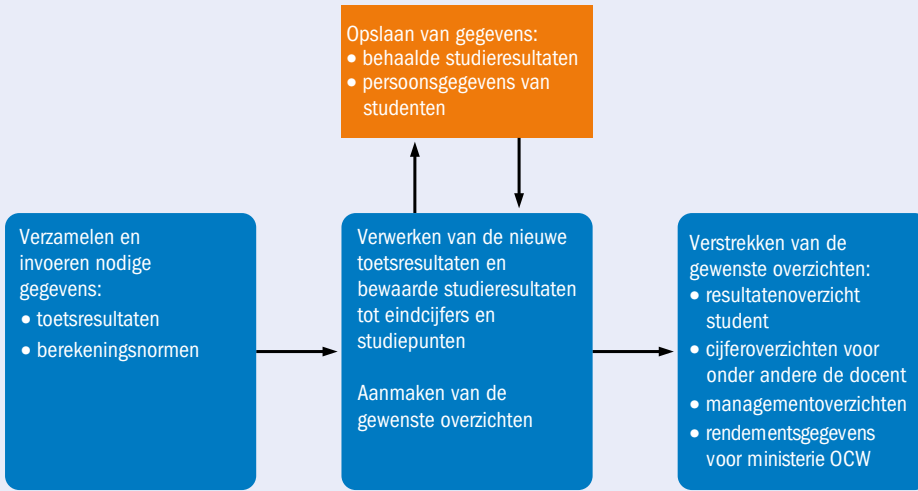 Opslaan van gegevens:
• behaalde studieresultaten
• persoonsgegevens van
studenten
Verzamelen en
invoeren nodige
gegevens:
• toetsresultaten
• berekeningsnormen
Verwerken van de nieuwe
toetsresultaten en
bewaarde studieresultaten
tot eindcijfers en
studiepunten
Aanmaken van de
gewenste overzichten
Verstrekken van de
gewenste overzichten:
• resultatenoverzicht
student
• cijferoverzichten voor
onder andere de docent
• managementoverzichten
• rendementsgegevens
voor ministerie OCW